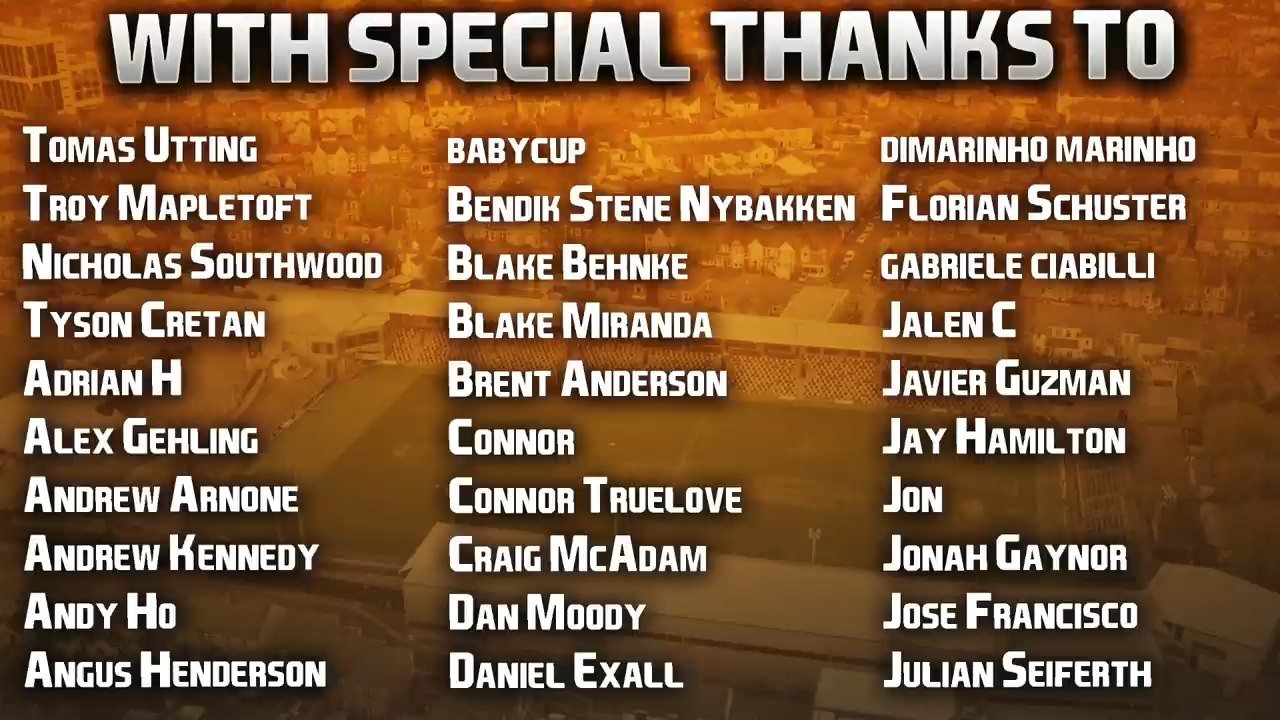 WITH SPECIAL THANKS TO
Tomas Utting
Troy Mapletoft
Nicholas Southwood
Tyson Cretan
Adrian H
Alex Gehling
Andrew Arnone
Andrew Kennedy
Andy Ho
Angus Henderson
babycup
Bendik Stene Nybakken
Blake Behnke
Blake Miranda
Brent Anderson
Connor
Connor Truelove
Craig McAdam
Dan Moody
Daniel Exall
dimarinho marinho
Florian Schuster
gabriele ciabilli
Jalen C
Javier Guzman
Jay Hamilton
Jon
Jonah Gaynor
Jose Francisco
Julian Seiferth